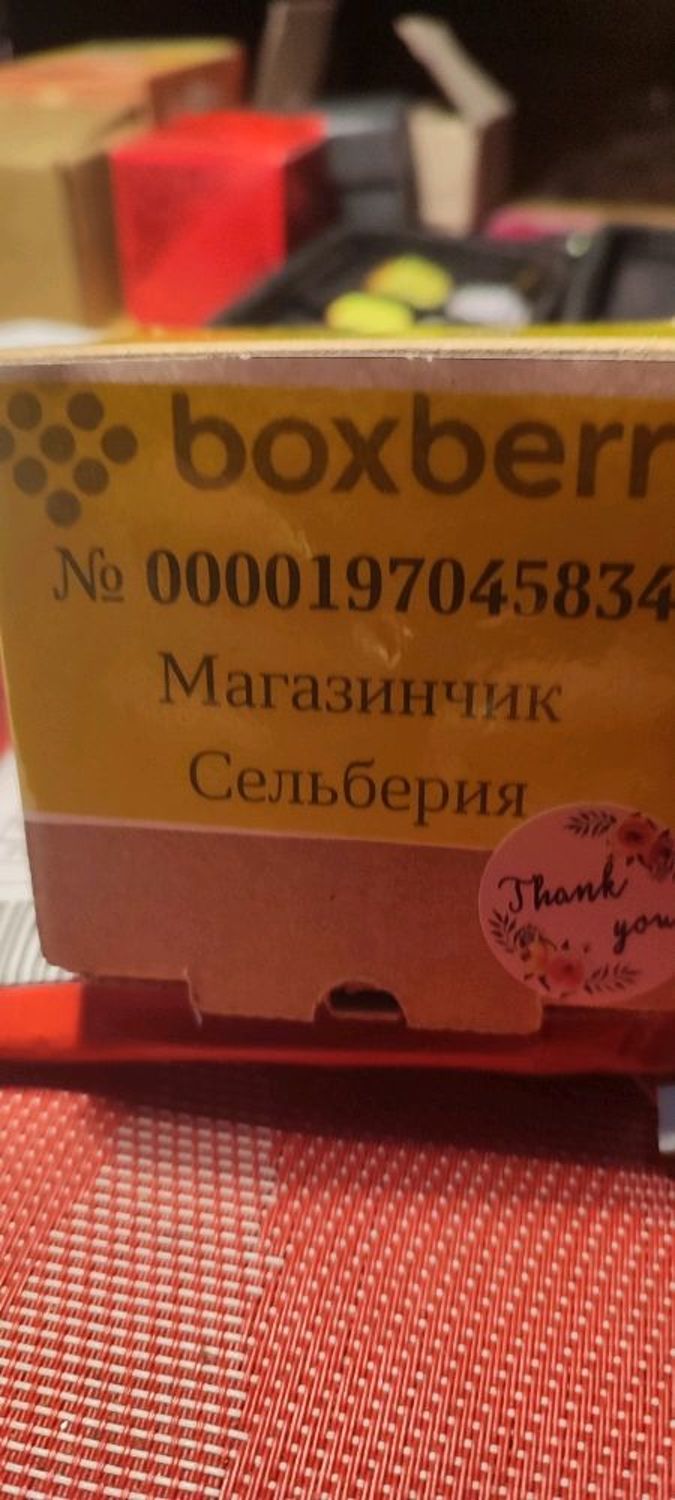 boxberr
№ 0000197045834
Магазинчик
Сельберия
Thank
you